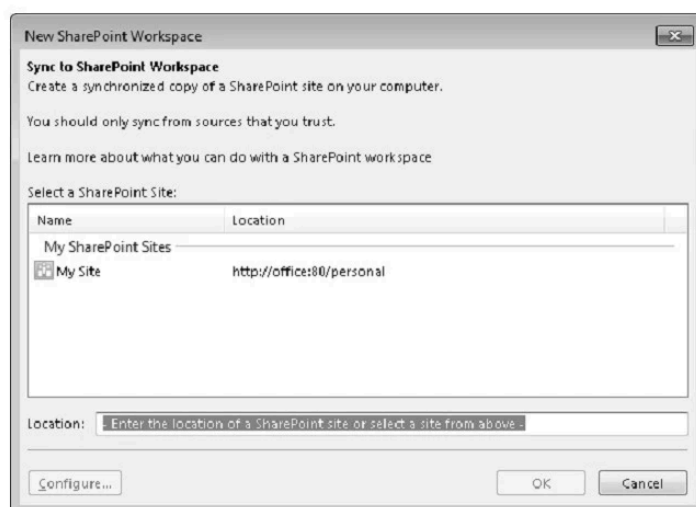 New SharePoint Workspace
Sync to SharePoint Workspace
Create a synchronized copy of a SharePoint site on your computer.
You should only sync from sources that you trust.
Learn more about what you can do with a SharePoint workspace
Select a SharePoint Site:
Name Location
My SharePoint Sites
My Site http://office:80/personal
Location: - Enter the location of a SharePoint site or select a site from above -
Configure... OK Cancel